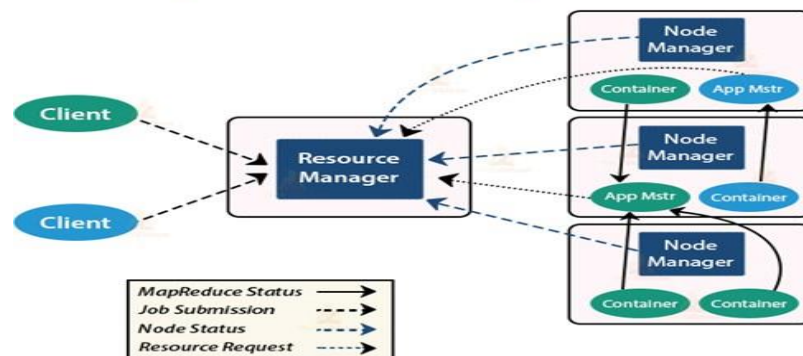 Client
Client
Resource
Manager
Node
Manager
Container
App Mstr
Node
Manager
App Mstr
Container
Node
Manager
Container
Container
MapReduce Status
Job Submission
Node Status
Resource Request